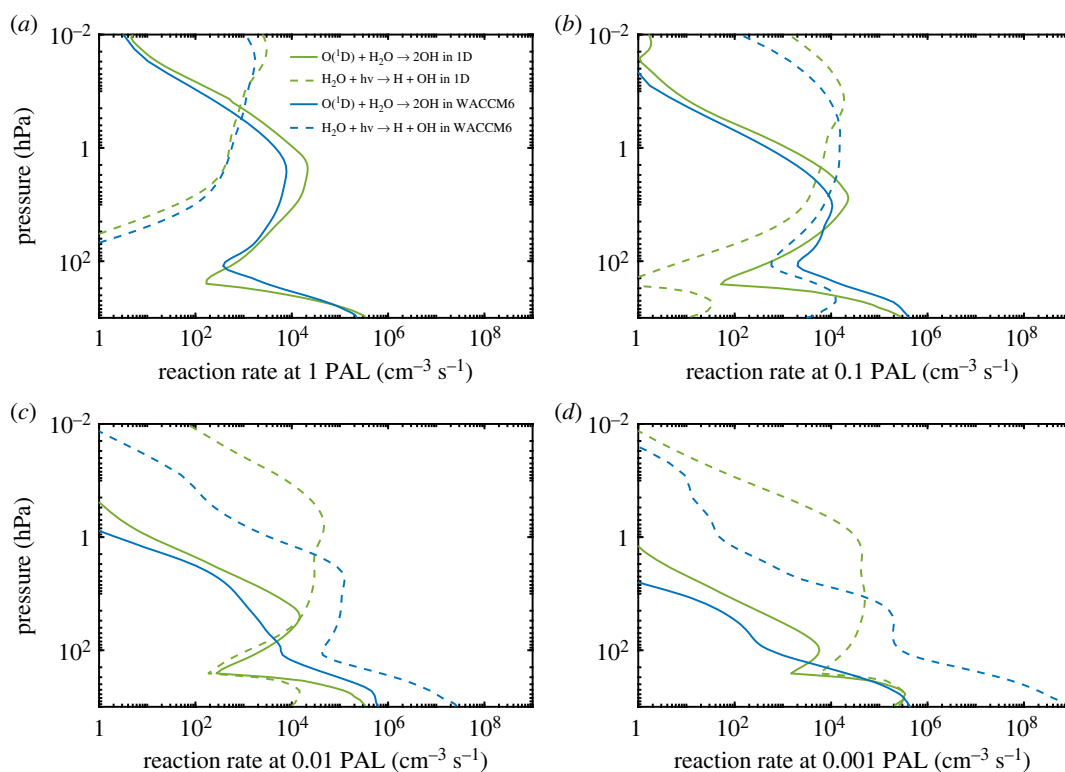 (a)
(b)
10⁻²
1
10²
pressure (hPa)
O(¹D) + H₂O → 2OH in 1D
H₂O + hv → H + OH in 1D
O(¹D) + H₂O → 2OH in WACCM6
H₂O + hv → H + OH in WACCM6
1 10² 10⁴ 10⁶ 10⁸
reaction rate at 1 PAL (cm⁻³ s⁻¹)
10⁻²
1
10²
1 10² 10⁴ 10⁶ 10⁸
reaction rate at 0.1 PAL (cm⁻³ s⁻¹)
(c)
(d)
10⁻²
1
10²
pressure (hPa)
1 10² 10⁴ 10⁶ 10⁸
reaction rate at 0.01 PAL (cm⁻³ s⁻¹)
10⁻²
1
10²
1 10² 10⁴ 10⁶ 10⁸
reaction rate at 0.001 PAL (cm⁻³ s⁻¹)